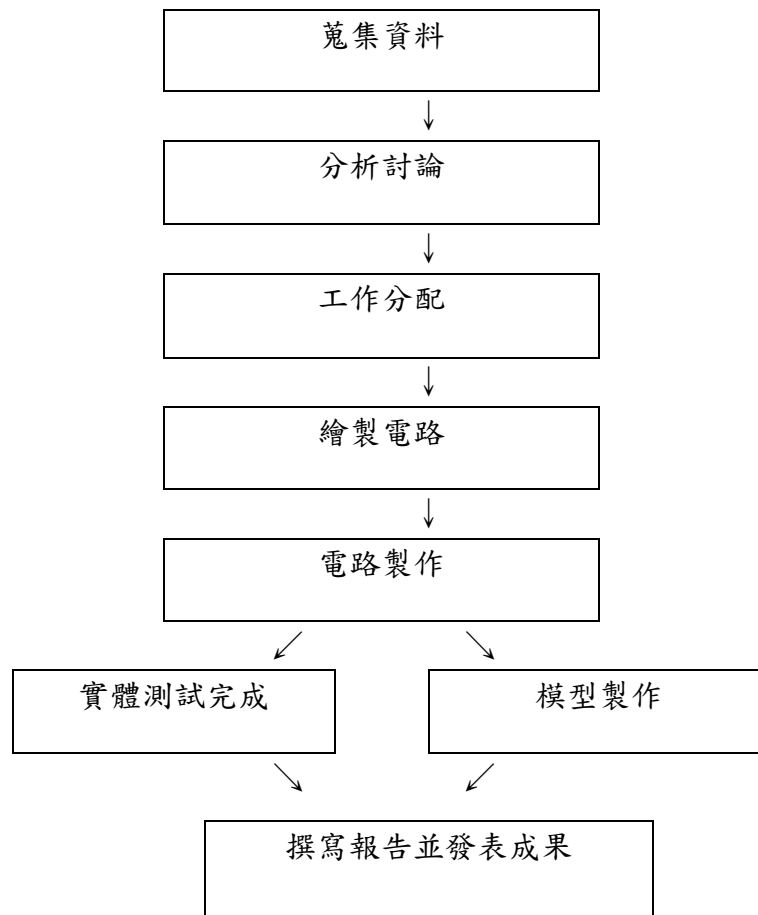 蒐集資料
分析討論
工作分配
繪製電路
電路製作
實體測試完成
模型製作
撰寫報告並發表成果